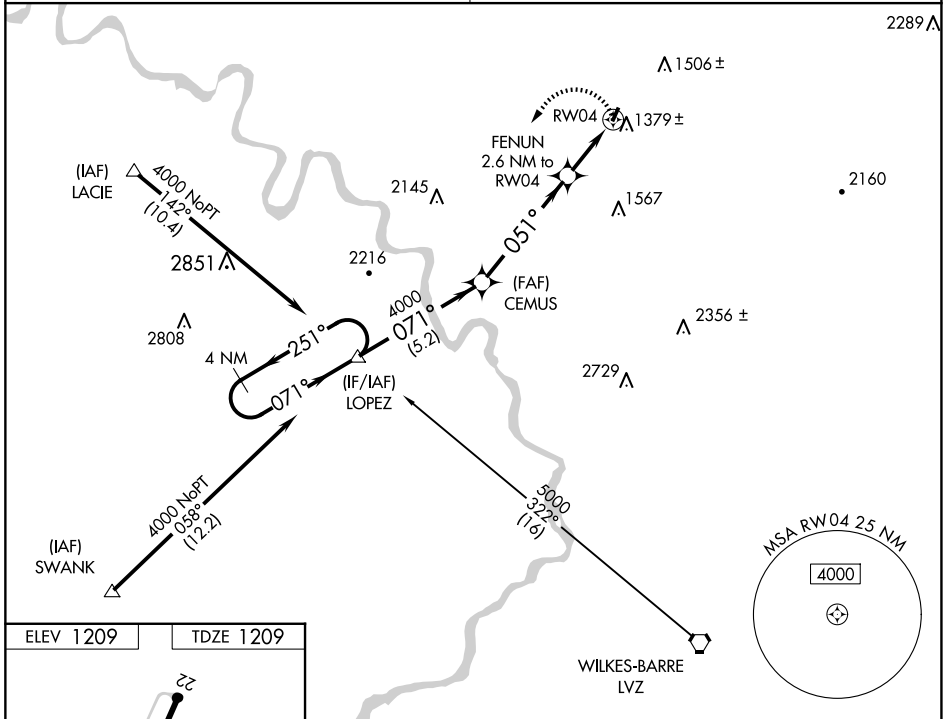 2289
1506 ±
RW04
1379 ±
FENUN
2.6 NM to
RW04
(IAF)
LACIE
4000 NoPT
142°
(10.4)
2145
1567
2160
051°
2851
2216
(FAF)
CEMUS
4000
071°
(5.2)
2808
4 NM
251°
071°
(IF/IAF)
LOPEZ
2356 ±
2729
4000 NoPT
058°
(12.2)
5000
322°
(16)
(IAF)
SWANK
MSA RW04 25 NM
4000
ELEV 1209
TDZE 1209
WILKES-BARRE
LVZ
22